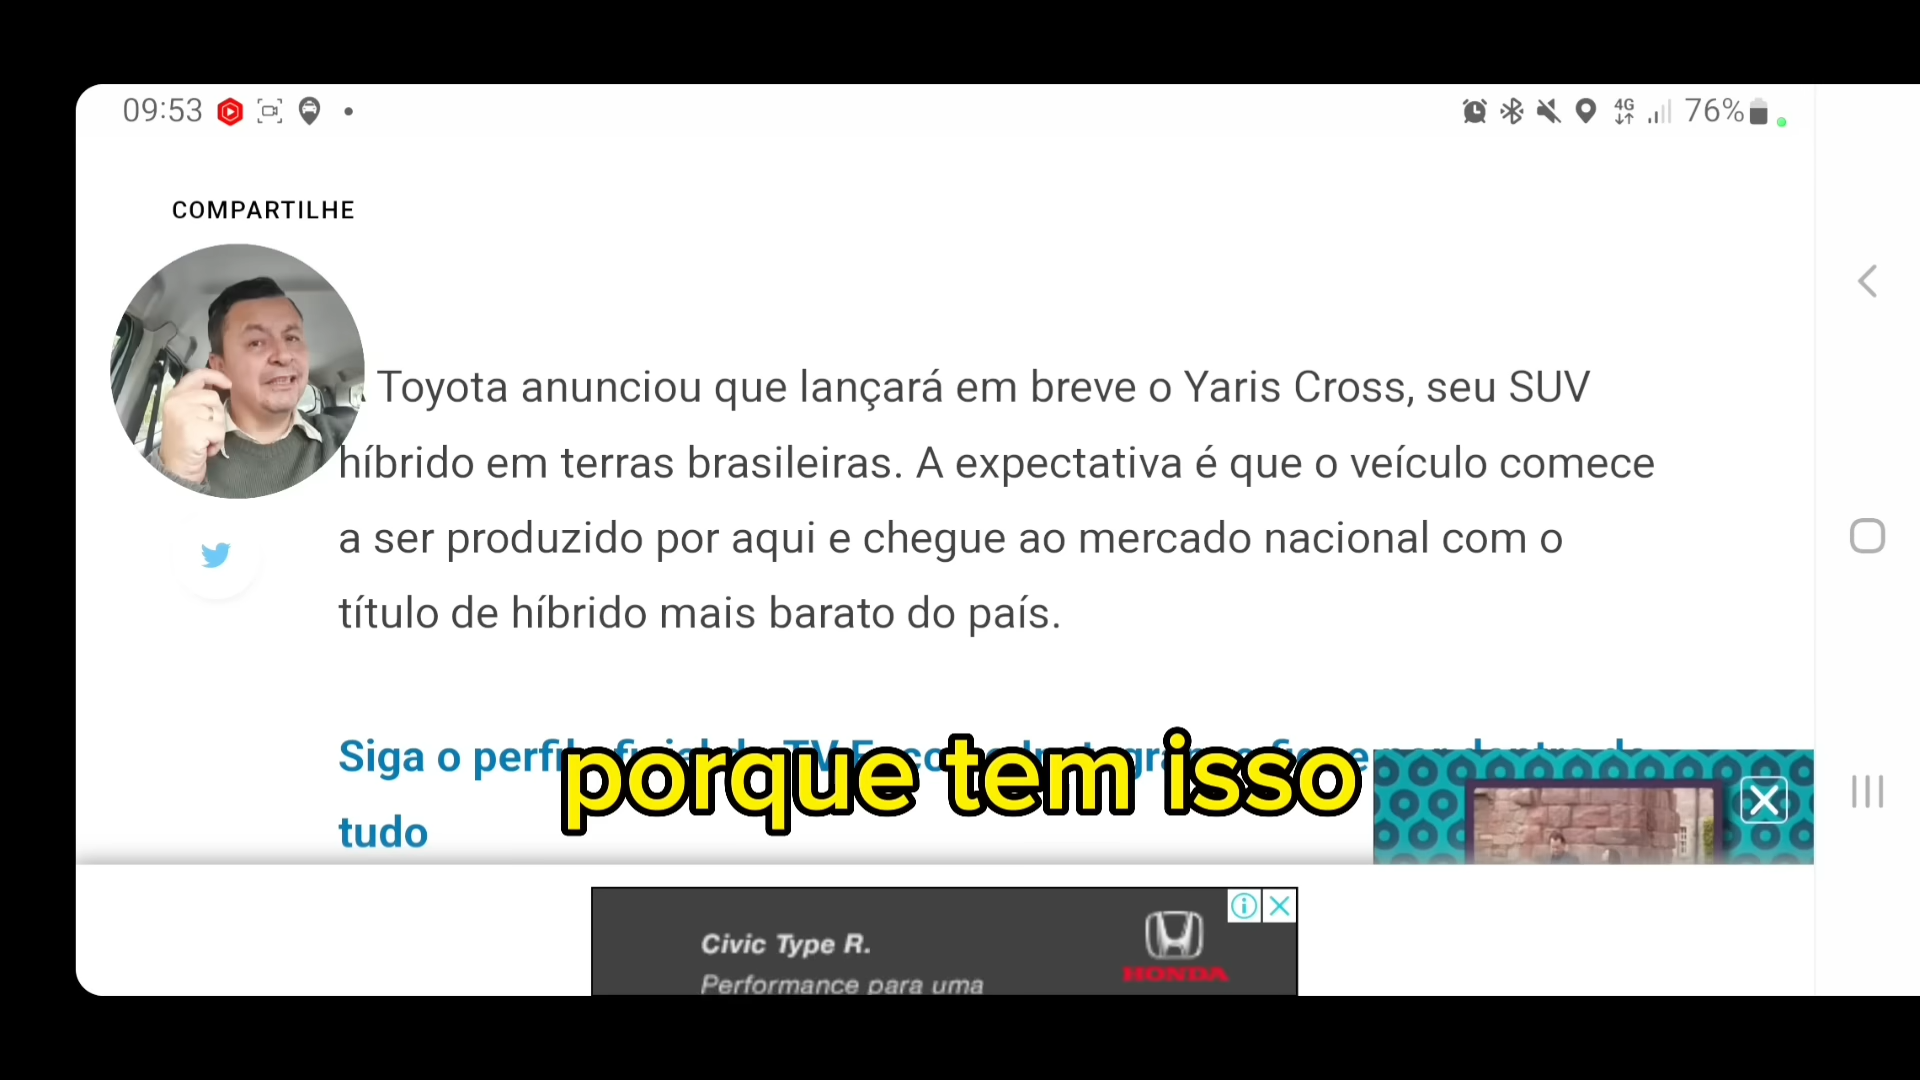 09:53
4G
76%
COMPARTILHE
Toyota anunciou que lançará em breve o Yaris Cross, seu SUV
híbrido em terras brasileiras. A expectativa é que o veículo comece
a ser produzido por aqui e chegue ao mercado nacional com o
título de híbrido mais barato do país.
Siga o
tudo
porque tem isso
Civic Type R.
Performance para uma
HONDA